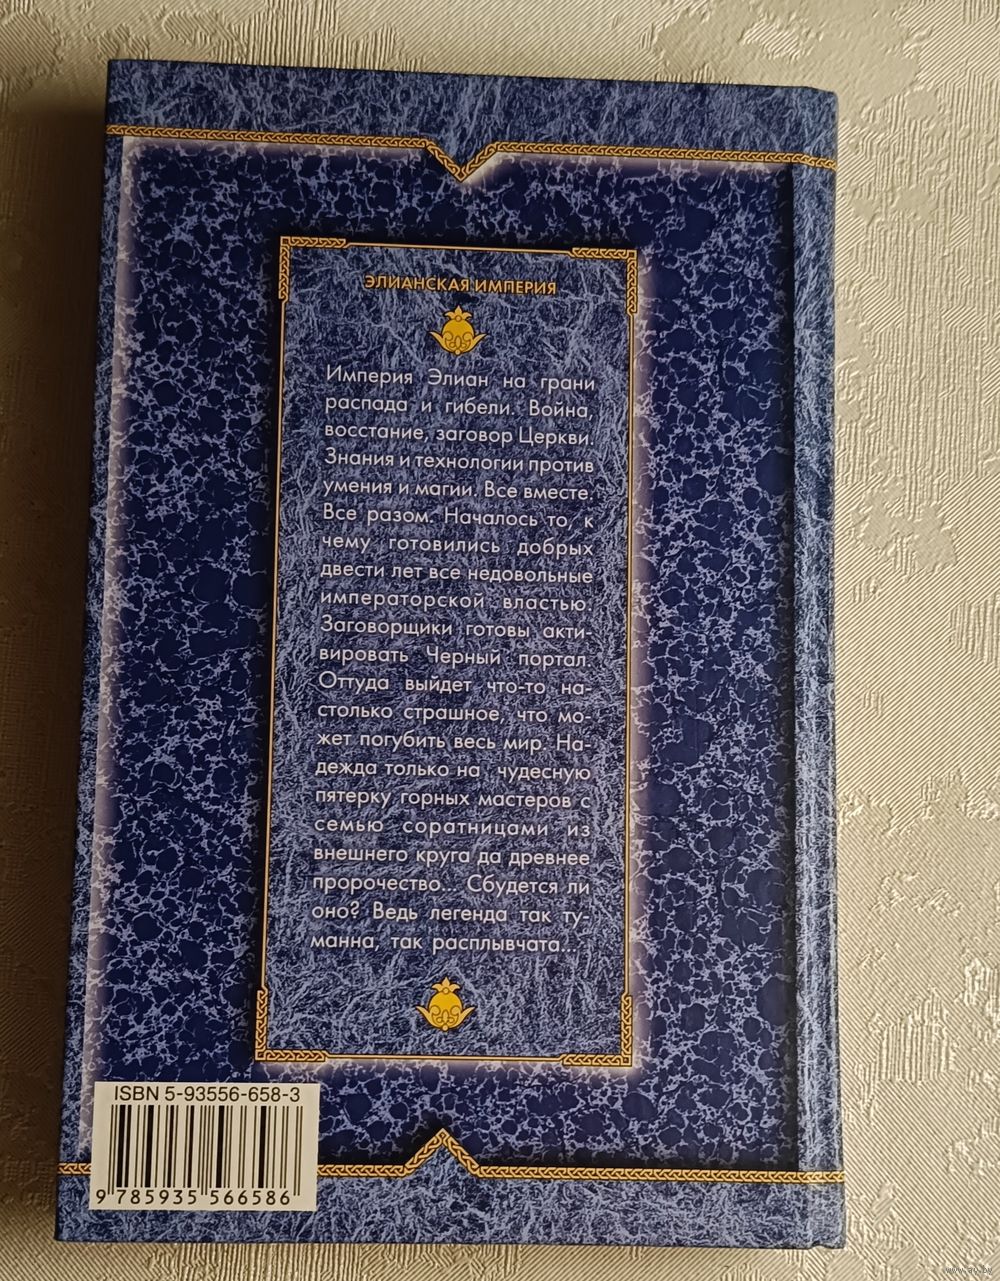 ЭЛИАНСКАЯ ИМПЕРИЯ
Империя Элиан на грани
распада и гибели. Война,
восстание, заговор Церкви.
Знания и технологии против
умения и магии. Все вместе.
Все разом. Началось то, к
чему готовились добрых
двести лет все недовольные
императорской властью.
Заговорщики готовы акти-
вировать Черный портал.
Оттуда выйдет что-то на-
столько страшное, что мо-
жет погубить весь мир. На-
дежда только на чудесную
пятерку горных мастеров с
семью соратницами из
внешнего круга да древнее
пророчество... Сбудется ли
оно? Ведь легенда так ту-
манна, так расплывчата...
ISBN 5-93556-658-3
9 785935 566586
www.ay.by